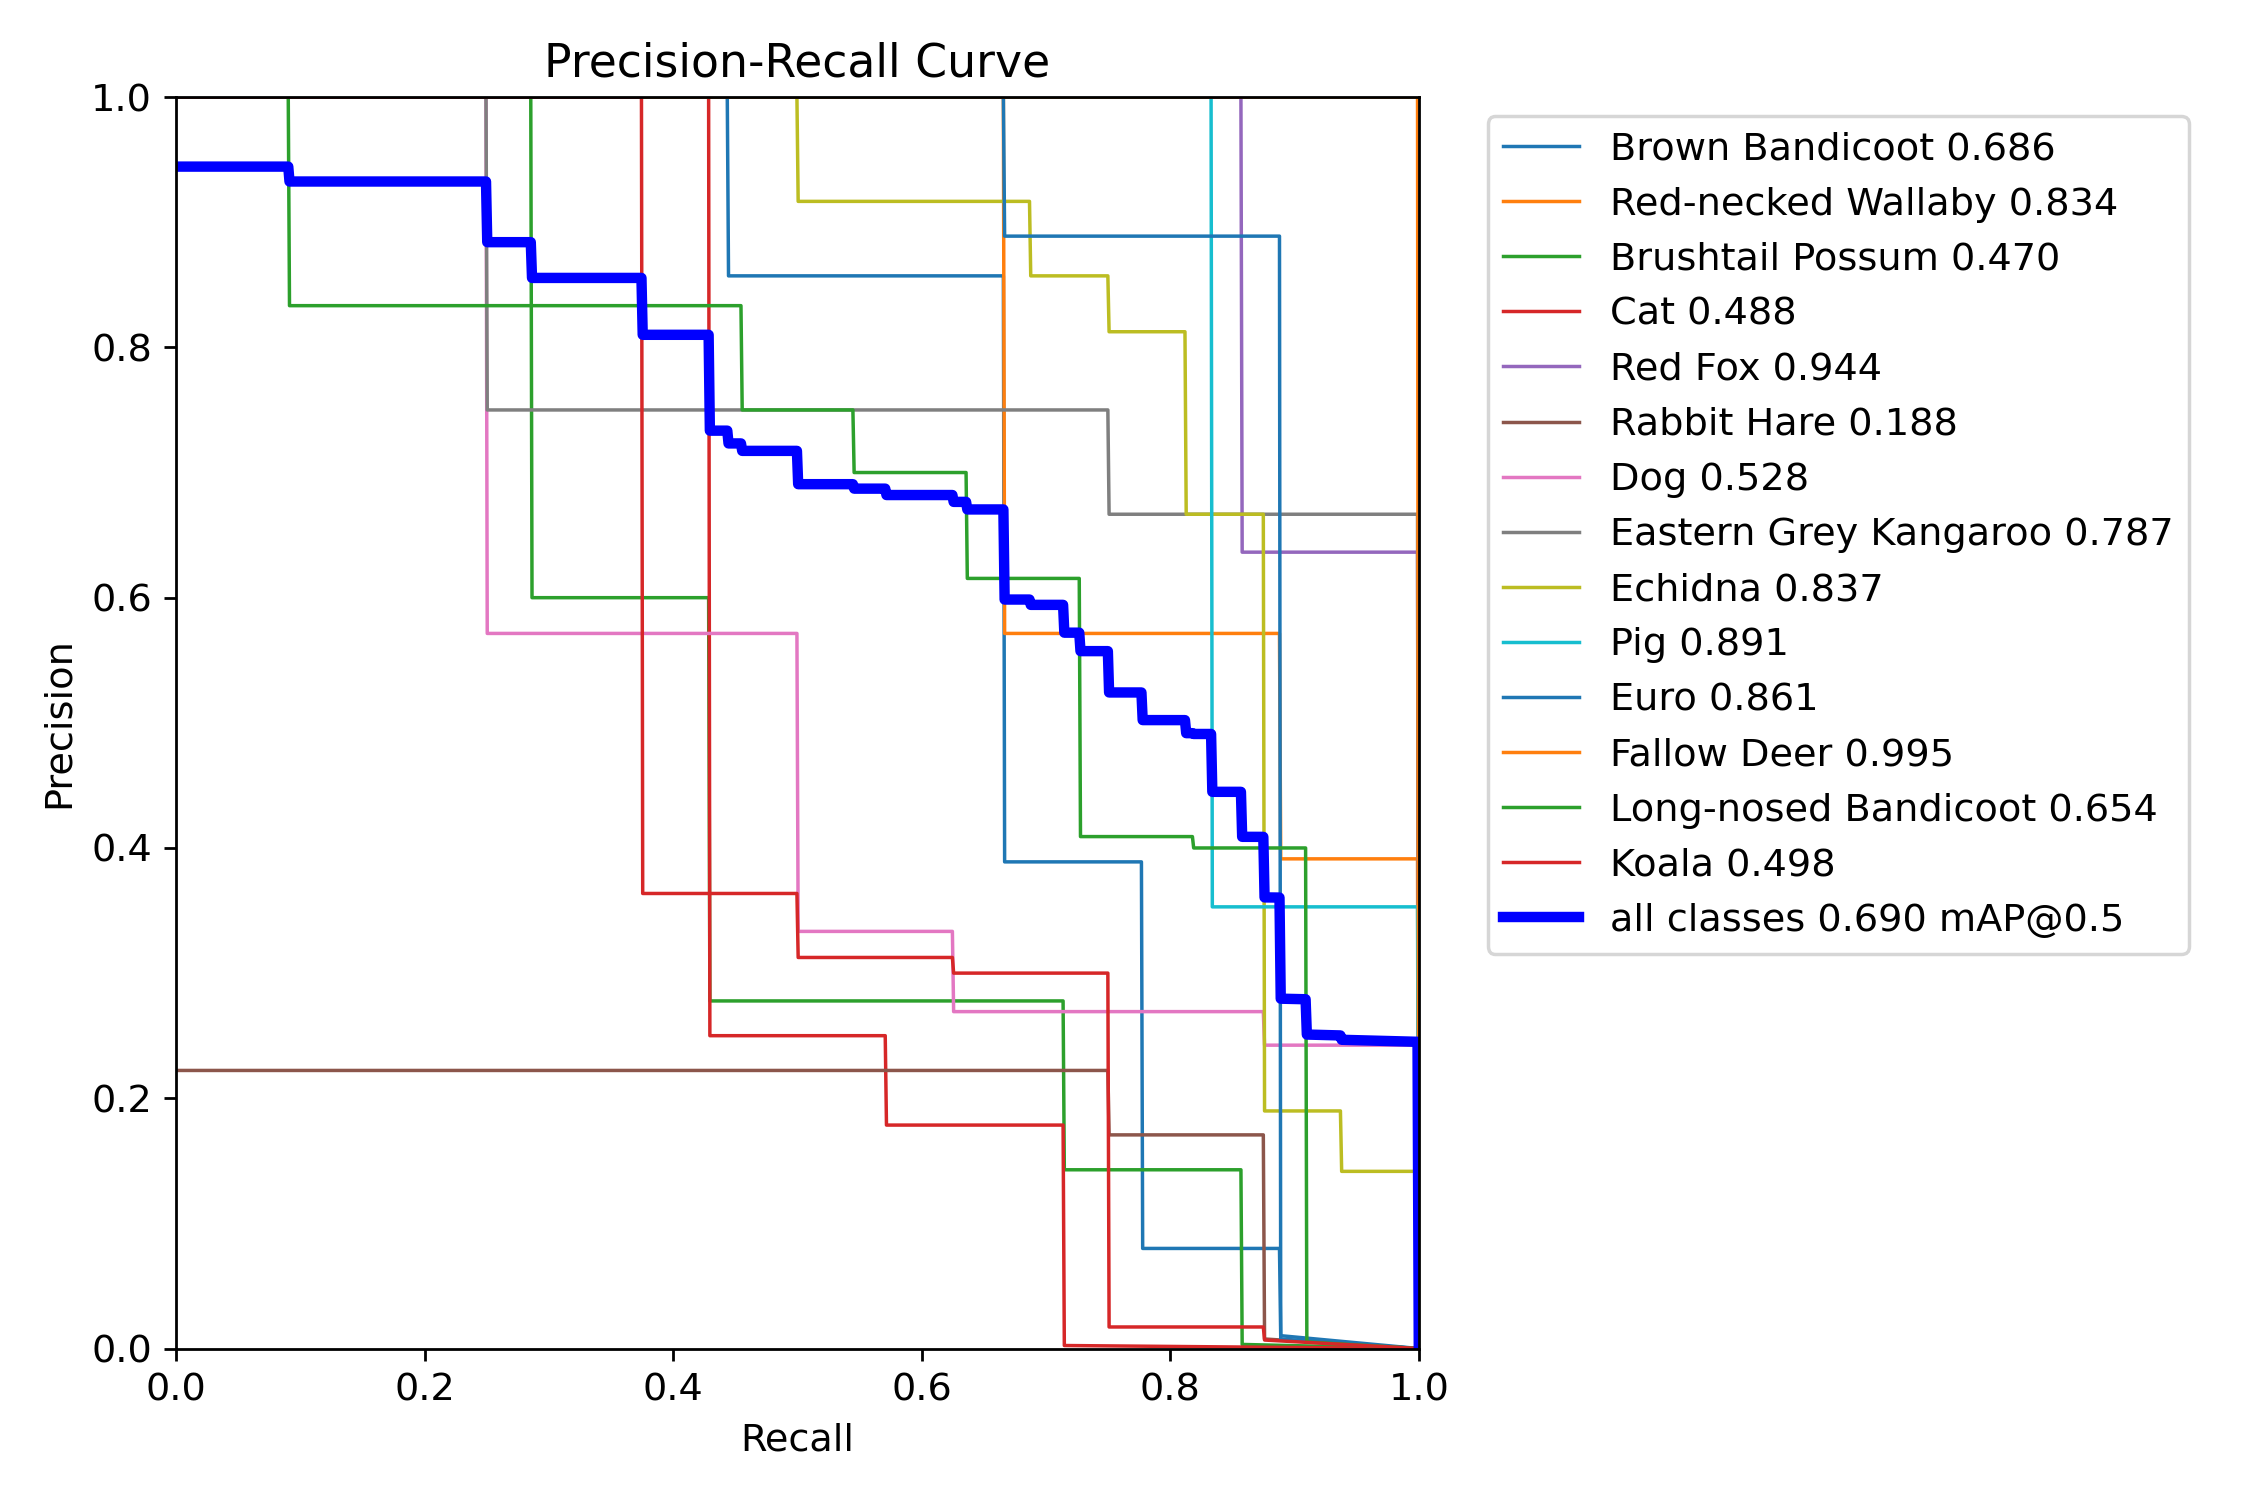 Precision-Recall Curve
1.0
0.8
0.6
0.4
0.2
0.0
Precision
0.0 0.2 0.4 0.6 0.8 1.0
Recall
Brown Bandicoot 0.686
Red-necked Wallaby 0.834
Brushtail Possum 0.470
Cat 0.488
Red Fox 0.944
Rabbit Hare 0.188
Dog 0.528
Eastern Grey Kangaroo 0.787
Echidna 0.837
Pig 0.891
Euro 0.861
Fallow Deer 0.995
Long-nosed Bandicoot 0.654
Koala 0.498
all classes 0.690 mAP@0.5